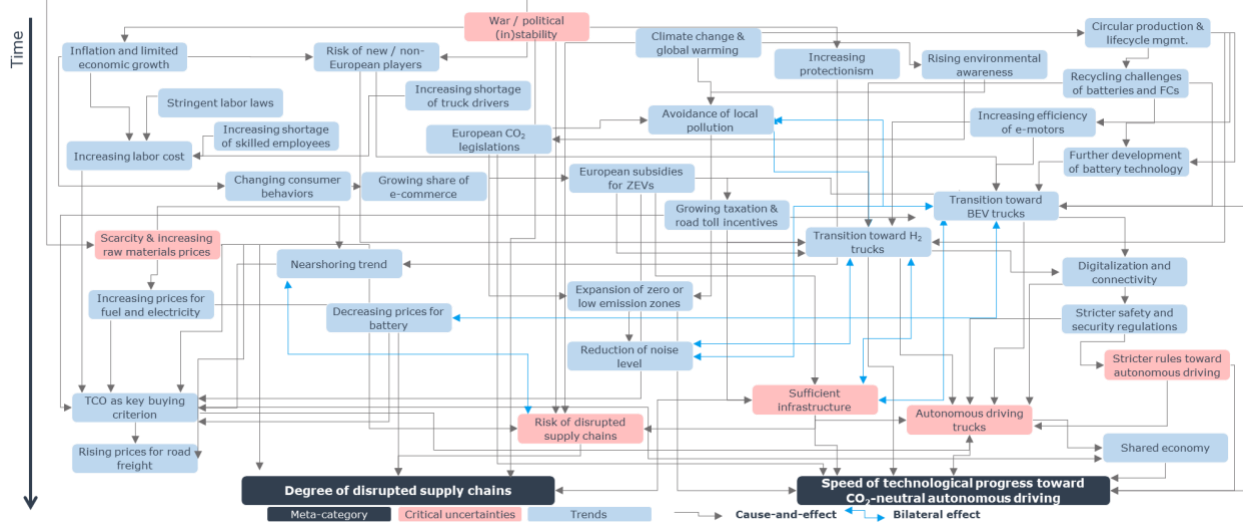 Time
War / political
(in)stability
Circular production &
lifecycle mgmt.
Inflation and limited
economic growth
Risk of new / non-
European players
Climate change &
global warming
Increasing
protectionism
Rising environmental
awareness
Recycling challenges
of batteries and FCs
Stringent labor laws
Increasing shortage
of truck drivers
Avoidance of local
pollution
Increasing efficiency
of e-motors
Increasing shortage
of skilled employees
European CO₂
legislations
Increasing labor cost
Further development
of battery technology
Changing consumer
behaviors
Growing share of
e-commerce
European subsidies
for ZEVs
Transition toward
BEV trucks
Growing taxation &
road toll incentives
Scarcity & increasing
raw materials prices
Transition toward H₂
trucks
Nearshoring trend
Digitalization and
connectivity
Increasing prices for
fuel and electricity
Expansion of zero or
low emission zones
Decreasing prices for
battery
Stricter safety and
security regulations
Reduction of noise
level
Stricter rules toward
autonomous driving
TCO as key buying
criterion
Sufficient
infrastructure
Risk of disrupted
supply chains
Autonomous driving
trucks
Rising prices for road
freight
Shared economy
Degree of disrupted supply chains
Speed of technological progress toward
CO₂-neutral autonomous driving
Meta-category
Critical uncertainties
Trends
Cause-and-effect
Bilateral effect